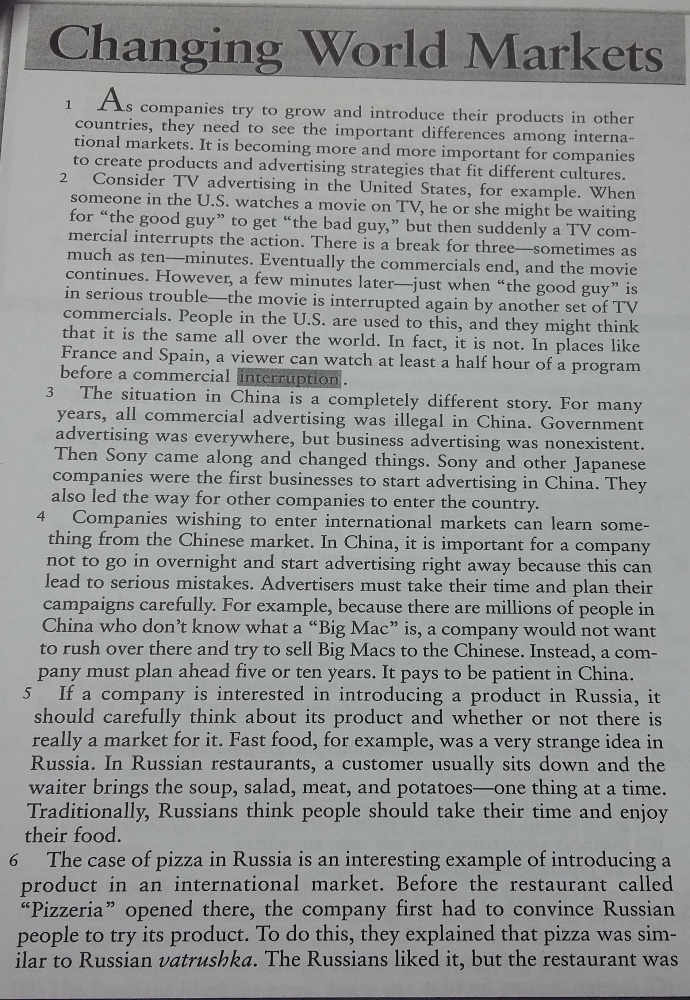 Changing World Markets
1 As companies try to grow and introduce their products in other
countries, they need to see the important differences among interna-
tional markets. It is becoming more and more important for companies
to create products and advertising strategies that fit different cultures.
2 Consider TV advertising in the United States, for example. When
someone in the U.S. watches a movie on TV, he or she might be waiting
for “the good guy” to get “the bad guy,” but then suddenly a TV com-
mercial interrupts the action. There is a break for three—sometimes as
much as ten—minutes. Eventually the commercials end, and the movie
continues. However, a few minutes later—just when “the good guy” is
in serious trouble—the movie is interrupted again by another set of TV
commercials. People in the U.S. are used to this, and they might think
that it is the same all over the world. In fact, it is not. In places like
France and Spain, a viewer can watch at least a half hour of a program
before a commercial interruption.
3 The situation in China is a completely different story. For many
years, all commercial advertising was illegal in China. Government
advertising was everywhere, but business advertising was nonexistent.
Then Sony came along and changed things. Sony and other Japanese
companies were the first businesses to start advertising in China. They
also led the way for other companies to enter the country.
4 Companies wishing to enter international markets can learn some-
thing from the Chinese market. In China, it is important for a company
not to go in overnight and start advertising right away because this can
lead to serious mistakes. Advertisers must take their time and plan their
campaigns carefully. For example, because there are millions of people in
China who don’t know what a “Big Mac” is, a company would not want
to rush over there and try to sell Big Macs to the Chinese. Instead, a com-
pany must plan ahead five or ten years. It pays to be patient in China.
5 If a company is interested in introducing a product in Russia, it
should carefully think about its product and whether or not there is
really a market for it. Fast food, for example, was a very strange idea in
Russia. In Russian restaurants, a customer usually sits down and the
waiter brings the soup, salad, meat, and potatoes—one thing at a time.
Traditionally, Russians think people should take their time and enjoy
their food.
6 The case of pizza in Russia is an interesting example of introducing a
product in an international market. Before the restaurant called
“Pizzeria” opened there, the company first had to convince Russian
people to try its product. To do this, they explained that pizza was sim-
ilar to Russian vatrushka. The Russians liked it, but the restaurant was